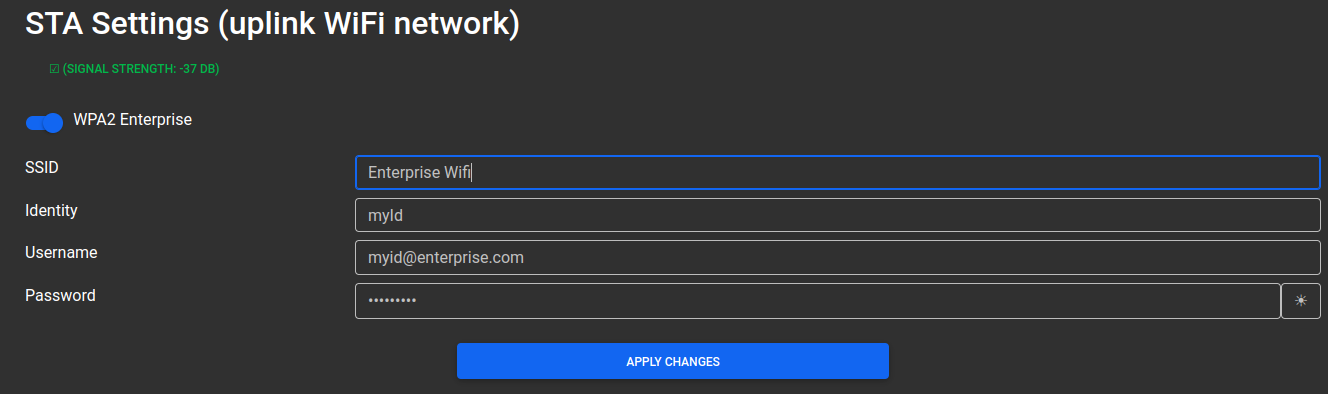 STA Settings (uplink WiFi network)
☑ (SIGNAL STRENGTH: -37 DB)
WPA2 Enterprise
SSID
Enterprise Wifi
Identity
myId
Username
myid@enterprise.com
Password
•••••••••
APPLY CHANGES